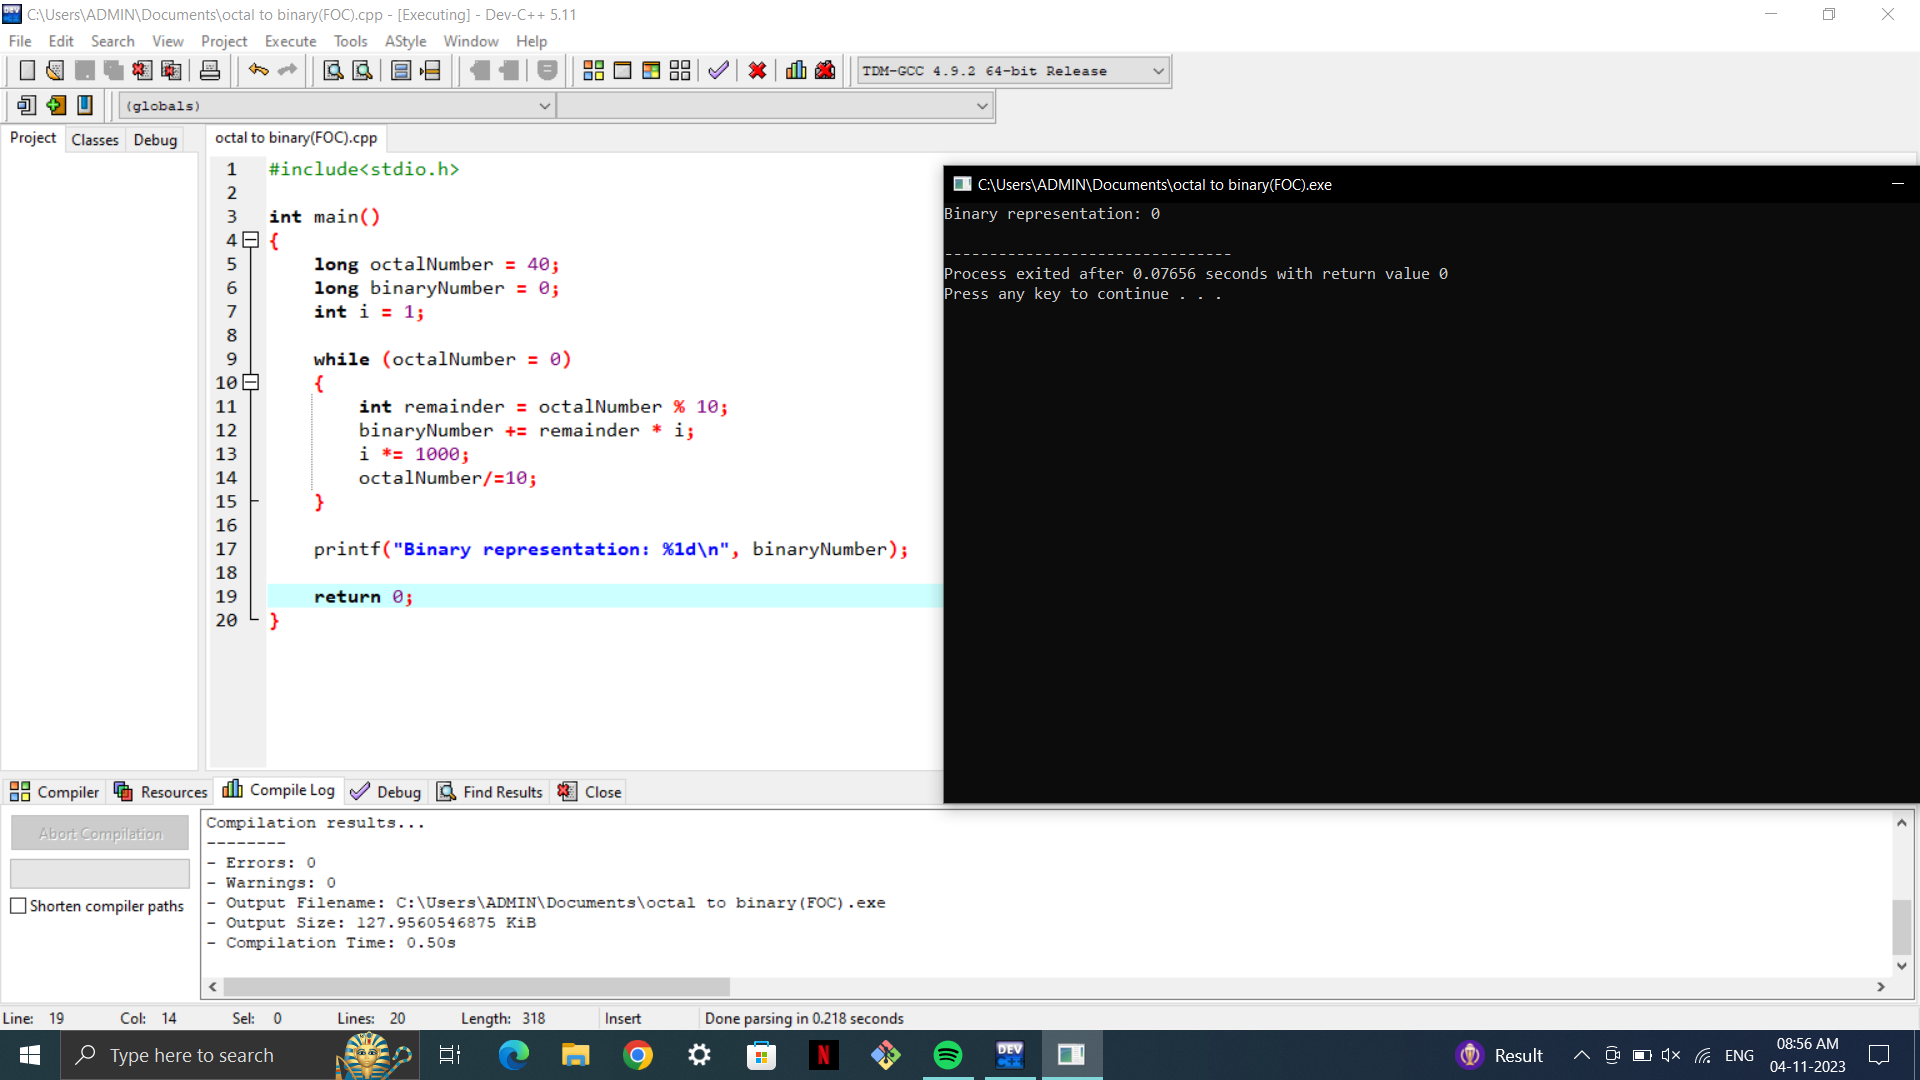 C:\Users\ADMIN\Documents\octal to binary(FOC).cpp - [Executing] - Dev-C++ 5.11
File Edit Search View Project Execute Tools AStyle Window Help
TDM-GCC 4.9.2 64-bit Release
(globals)
Project Classes Debug
octal to binary(FOC).cpp
1 #include<stdio.h>
2
3 int main()
4 {
5 long octalNumber = 40;
6 long binaryNumber = 0;
7 int i = 1;
8
9 while (octalNumber = 0)
10 {
11 int remainder = octalNumber % 10;
12 binaryNumber += remainder * i;
13 i *= 1000;
14 octalNumber/=10;
15 }
16
17 printf("Binary representation: %1d\n", binaryNumber);
18
19 return 0;
20 }
C:\Users\ADMIN\Documents\octal to binary(FOC).exe
Binary representation: 0
--------------------------------
Process exited after 0.07656 seconds with return value 0
Press any key to continue . . .
Compiler Resources Compile Log Debug Find Results Close
Abort Compilation
Shorten compiler paths
Compilation results...
--------
- Errors: 0
- Warnings: 0
- Output Filename: C:\Users\ADMIN\Documents\octal to binary(FOC).exe
- Output Size: 127.9560546875 KiB
- Compilation Time: 0.50s
Line: 19 Col: 14 Sel: 0 Lines: 20 Length: 318 Insert Done parsing in 0.218 seconds
Type here to search
N
DEV C++
Result
ENG
08:56 AM
04-11-2023